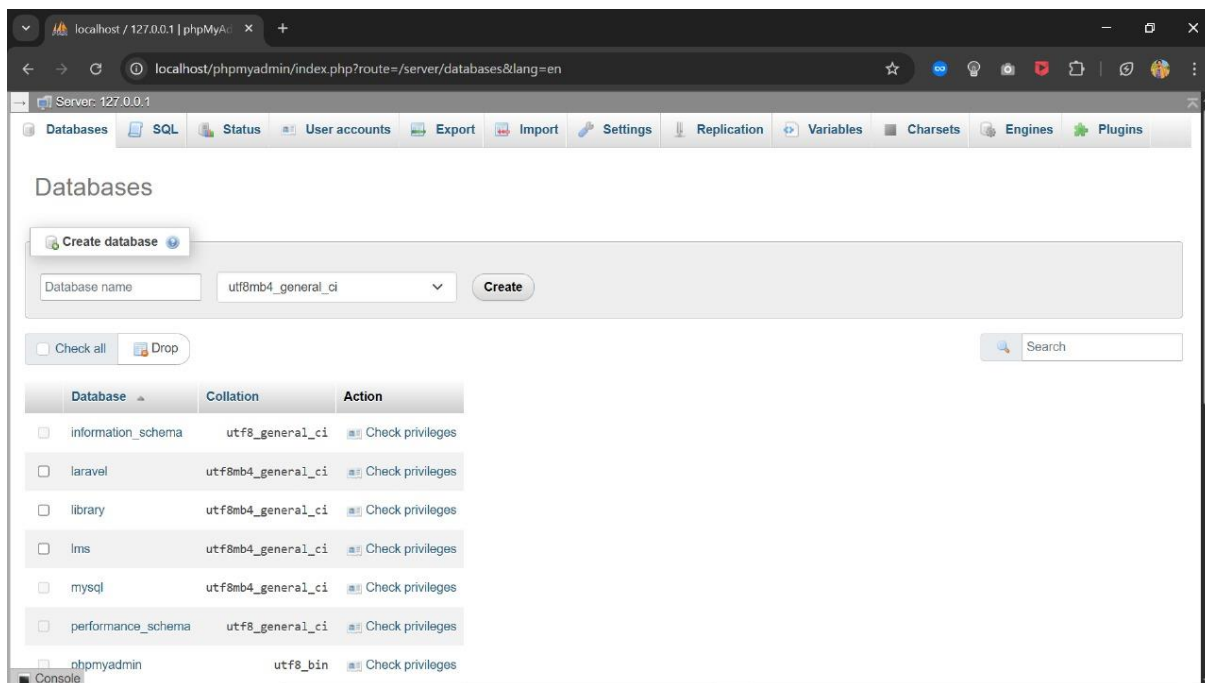 localhost / 127.0.0.1 | phpMyAd
localhost/phpmyadmin/index.php?route=/server/databases&lang=en
Server: 127.0.0.1
Databases SQL Status User accounts Export Import Settings Replication Variables Charsets Engines Plugins
Databases
Create database
Database name utf8mb4_general_ci Create
Check all Drop Search
Database Collation Action
information_schema utf8_general_ci Check privileges
laravel utf8mb4_general_ci Check privileges
library utf8mb4_general_ci Check privileges
lms utf8mb4_general_ci Check privileges
mysql utf8mb4_general_ci Check privileges
performance_schema utf8_general_ci Check privileges
phpmyadmin utf8_bin Check privileges
Console